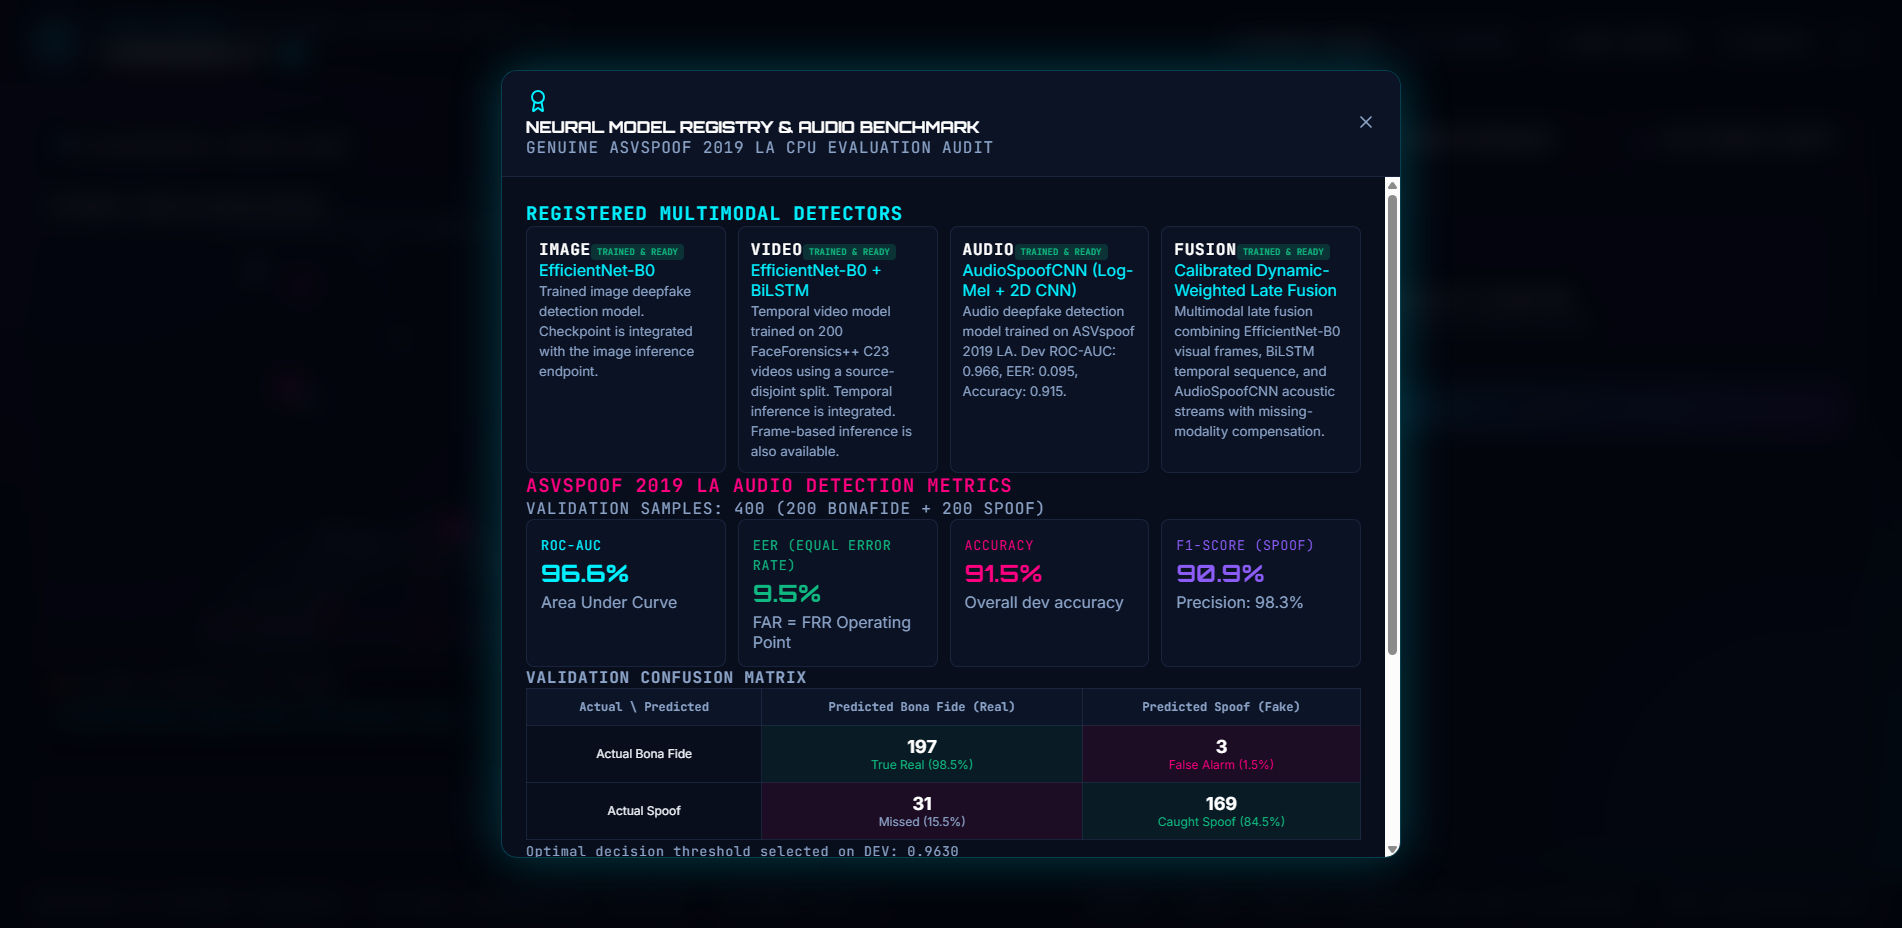 NEURAL MODEL REGISTRY & AUDIO BENCHMARK
GENUINE ASVSPOOF 2019 LA CPU EVALUATION AUDIT
REGISTERED MULTIMODAL DETECTORS
IMAGE TRAINED & READY
EfficientNet-B0
Trained image deepfake
detection model.
Checkpoint is integrated
with the image inference
endpoint.
VIDEO TRAINED & READY
EfficientNet-B0 +
BiLSTM
Temporal video model
trained on 200
FaceForensics++ C23
videos using a source-
disjoint split. Temporal
inference is integrated.
Frame-based inference is
also available.
AUDIO TRAINED & READY
AudioSpoofCNN (Log-
Mel + 2D CNN)
Audio deepfake detection
model trained on ASVspoof
2019 LA. Dev ROC-AUC:
0.966, EER: 0.095,
Accuracy: 0.915.
FUSION TRAINED & READY
Calibrated Dynamic-
Weighted Late Fusion
Multimodal late fusion
combining EfficientNet-B0
visual frames, BiLSTM
temporal sequence, and
AudioSpoofCNN acoustic
streams with missing-
modality compensation.
ASVSPOOF 2019 LA AUDIO DETECTION METRICS
VALIDATION SAMPLES: 400 (200 BONAFIDE + 200 SPOOF)
ROC-AUC
96.6%
Area Under Curve
EER (EQUAL ERROR
RATE)
9.5%
FAR = FRR Operating
Point
ACCURACY
91.5%
Overall dev accuracy
F1-SCORE (SPOOF)
90.9%
Precision: 98.3%
VALIDATION CONFUSION MATRIX
Actual \ Predicted Predicted Bona Fide (Real) Predicted Spoof (Fake)
Actual Bona Fide
197
True Real (98.5%)
3
False Alarm (1.5%)
Actual Spoof
31
Missed (15.5%)
169
Caught Spoof (84.5%)
Optimal decision threshold selected on DEV: 0.9630